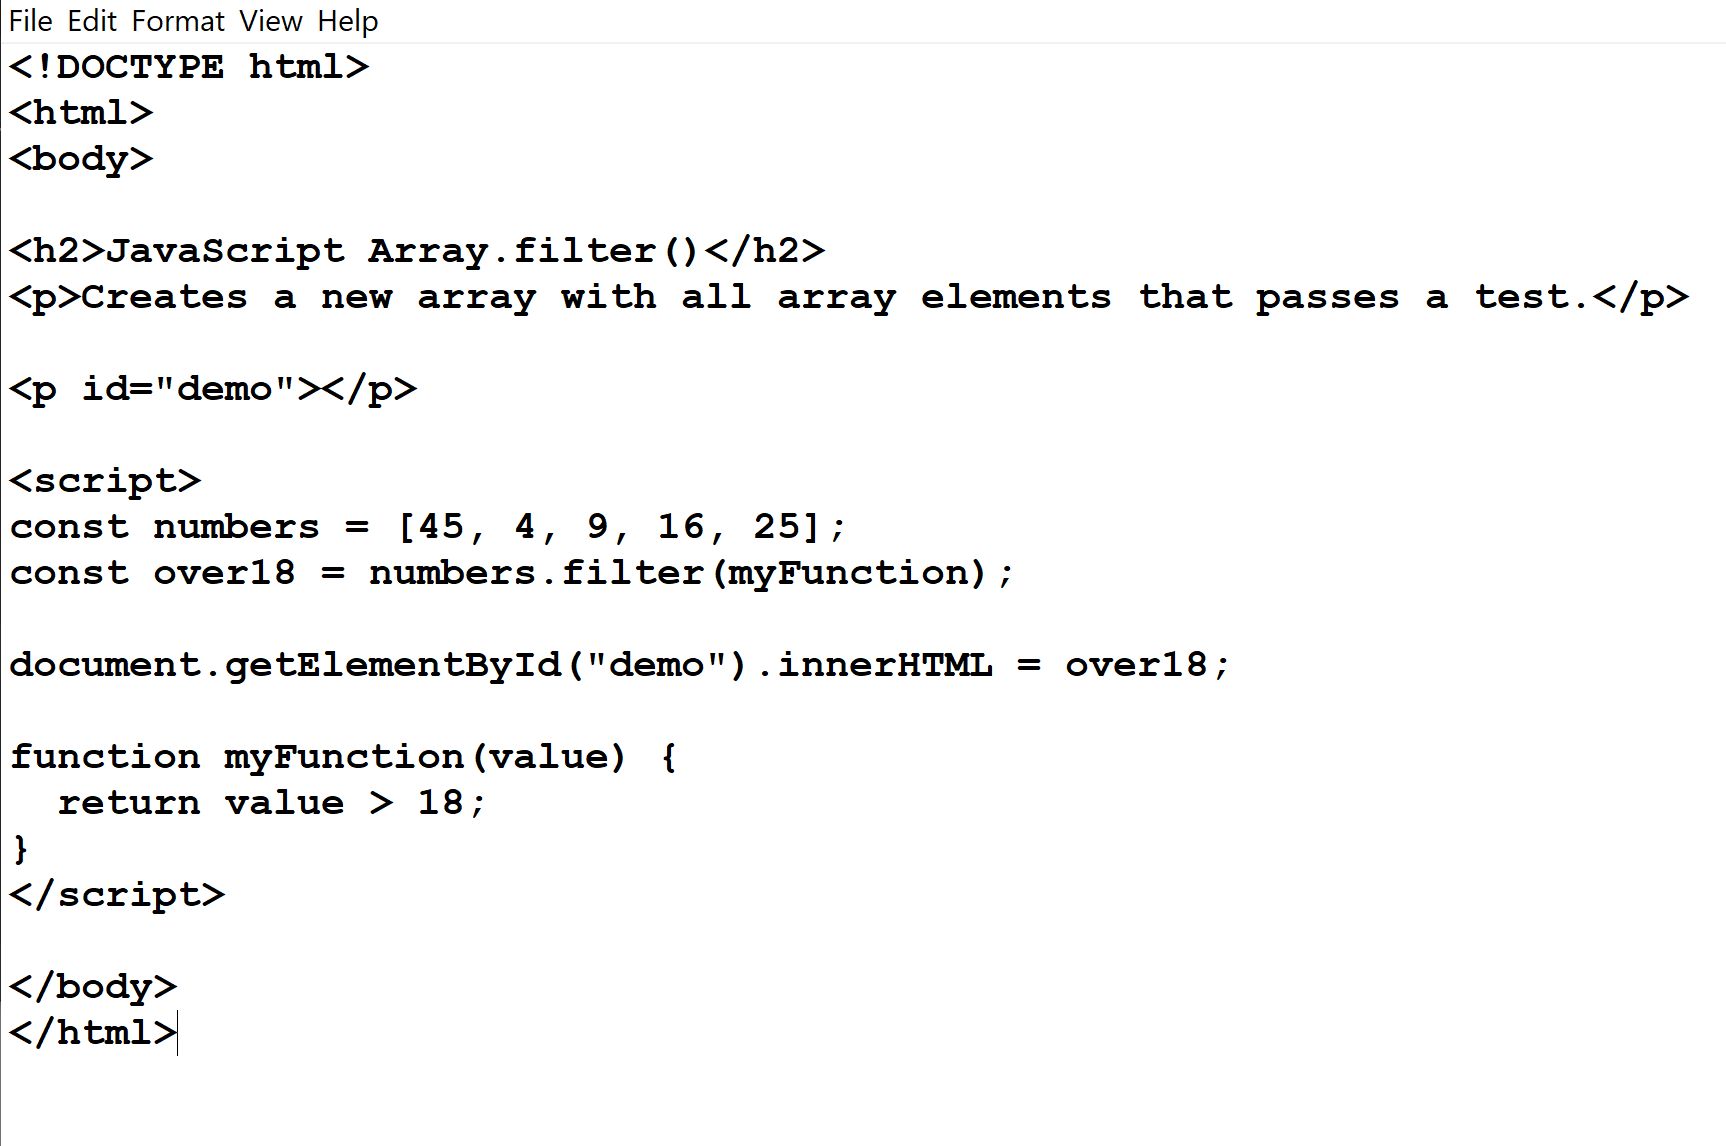 File Edit Format View Help
<!DOCTYPE html>
<html>
<body>
<h2>JavaScript Array.filter()</h2>
<p>Creates a new array with all array elements that passes a test.</p>
<p id="demo"></p>
<script>
const numbers = [45, 4, 9, 16, 25];
const over18 = numbers.filter(myFunction);
document.getElementById("demo").innerHTML = over18;
function myFunction(value) {
  return value > 18;
}
</script>
</body>
</html>